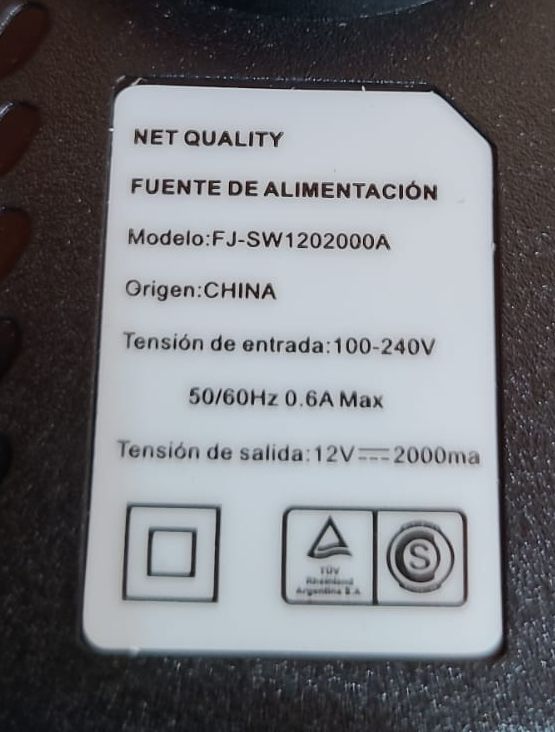 NET QUALITY
FUENTE DE ALIMENTACIÓN
Modelo:FJ-SW1202000A
Origen:CHINA
Tensión de entrada:100-240V
50/60Hz 0.6A Max
Tensión de salida:12V⎓2000ma
TÜV
Rheinland
Argentina S.A
S